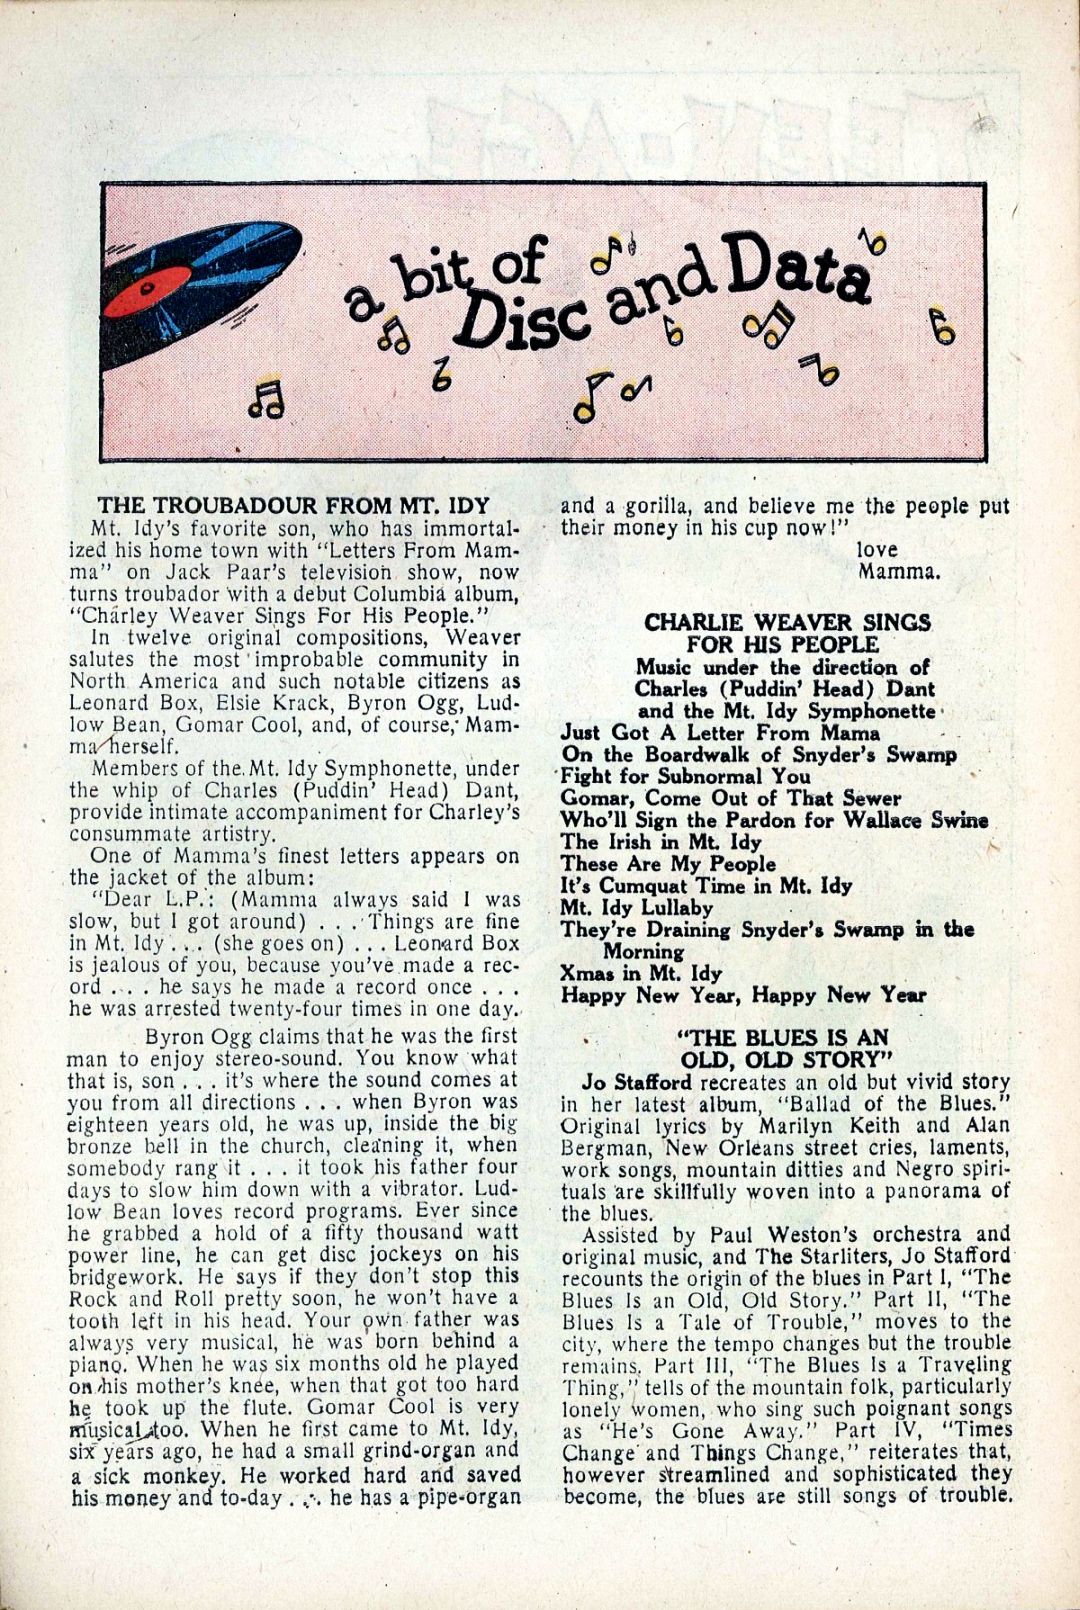 a bit of
Disc and Data
THE TROUBADOUR FROM MT. IDY
Mt. Idy's favorite son, who has immortal-
ized his home town with "Letters From Mam-
ma" on Jack Paar's television show, now
turns troubador with a debut Columbia album,
"Charley Weaver Sings For His People."
In twelve original compositions, Weaver
salutes the most improbable community in
North America and such notable citizens as
Leonard Box, Elsie Krack, Byron Ogg, Lud-
low Bean, Gomar Cool, and, of course, Mam-
ma herself.
Members of the Mt. Idy Symphonette, under
the whip of Charles (Puddin' Head) Dant,
provide intimate accompaniment for Charley's
consummate artistry.
One of Mamma's finest letters appears on
the jacket of the album:
"Dear L.P.: (Mamma always said I was
slow, but I got around) . . . Things are fine
in Mt. Idy . . . (she goes on) . . . Leonard Box
is jealous of you, because you've made a rec-
ord . . . he says he made a record once . . .
he was arrested twenty-four times in one day.
Byron Ogg claims that he was the first
man to enjoy stereo-sound. You know what
that is, son . . . it's where the sound comes at
you from all directions . . . when Byron was
eighteen years old, he was up, inside the big
bronze bell in the church, cleaning it, when
somebody rang it . . . it took his father four
days to slow him down with a vibrator. Lud-
low Bean loves record programs. Ever since
he grabbed a hold of a fifty thousand watt
power line, he can get disc jockeys on his
bridgework. He says if they don't stop this
Rock and Roll pretty soon, he won't have a
tooth left in his head. Your own father was
always very musical, he was born behind a
piano. When he was six months old he played
on his mother's knee, when that got too hard
he took up the flute. Gomar Cool is very
musical too. When he first came to Mt. Idy,
six years ago, he had a small grind-organ and
a sick monkey. He worked hard and saved
his money and to-day . . . he has a pipe-organ
and a gorilla, and believe me the people put
their money in his cup now!"
love
Mamma.
CHARLIE WEAVER SINGS
FOR HIS PEOPLE
Music under the direction of
Charles (Puddin' Head) Dant
and the Mt. Idy Symphonette
Just Got A Letter From Mama
On the Boardwalk of Snyder's Swamp
Fight for Subnormal You
Gomar, Come Out of That Sewer
Who'll Sign the Pardon for Wallace Swine
The Irish in Mt. Idy
These Are My People
It's Cumquat Time in Mt. Idy
Mt. Idy Lullaby
They're Draining Snyder's Swamp in the
Morning
Xmas in Mt. Idy
Happy New Year, Happy New Year
"THE BLUES IS AN
OLD, OLD STORY"
Jo Stafford recreates an old but vivid story
in her latest album, "Ballad of the Blues."
Original lyrics by Marilyn Keith and Alan
Bergman, New Orleans street cries, laments,
work songs, mountain ditties and Negro spiri-
tuals are skillfully woven into a panorama of
the blues.
Assisted by Paul Weston's orchestra and
original music, and The Starliters, Jo Stafford
recounts the origin of the blues in Part I, "The
Blues Is an Old, Old Story." Part II, "The
Blues Is a Tale of Trouble," moves to the
city, where the tempo changes but the trouble
remains. Part III, "The Blues Is a Traveling
Thing," tells of the mountain folk, particularly
lonely women, who sing such poignant songs
as "He's Gone Away." Part IV, "Times
Change and Things Change," reiterates that,
however streamlined and sophisticated they
become, the blues are still songs of trouble.